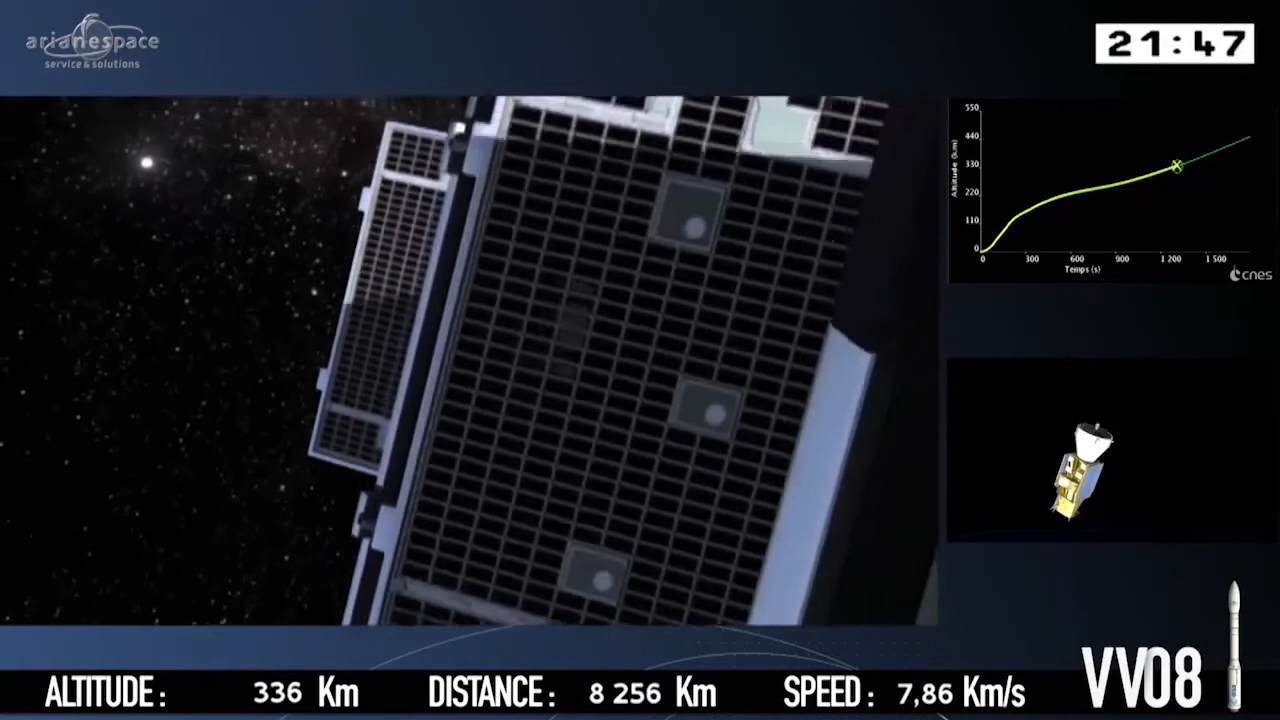 arianespace
service & solutions
21:47
550
440
330
220
110
0
Altitude (km)
0 300 600 900 1 200 1 500
Temps (s)
cnes
VV08
ALTITUDE : 336 Km DISTANCE : 8 256 Km SPEED : 7,86 Km/s